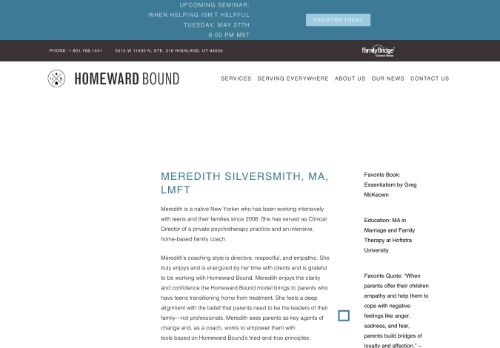 UPCOMING SEMINAR:
WHEN HELPING ISN'T HELPFUL
TUESDAY, MAY 27TH
6:00 PM MST
REGISTER TODAY
PHONE: 1.801.766.1441 5513 W 11000 N, STE. 216 HIGHLAND, UT 84003
FamilyBridge
HOMEWARD BOUND
SERVICES SERVING EVERYWHERE ABOUT US OUR NEWS CONTACT US
MEREDITH SILVERSMITH, MA,
LMFT
Meredith is a native New Yorker who has been working intensively
with teens and their families since 2008. She has served as Clinical
Director of a private psychotherapy practice and an intensive,
home-based family coach.
Meredith's coaching style is directive, respectful, and empathic. She
truly enjoys and is energized by her time with clients and is grateful
to be working with Homeward Bound. Meredith enjoys the clarity
and confidence the Homeward Bound model brings to parents who
have teens transitioning home from treatment. She feels a deep
alignment with the belief that parents need to be the leaders of their
family—not professionals. Meredith sees parents as key agents of
change and, as a coach, works to empower them with
tools based on Homeward Bound's tried and-true principles.
Favorite Book:
Essentialism by Greg
McKeown
Education: MA in
Marriage and Family
Therapy at Hofstra
University
Favorite Quote: "When
parents offer their children
empathy and help them to
cope with negative
feelings like anger,
sadness, and fear,
parents build bridges of
loyalty and affection." –